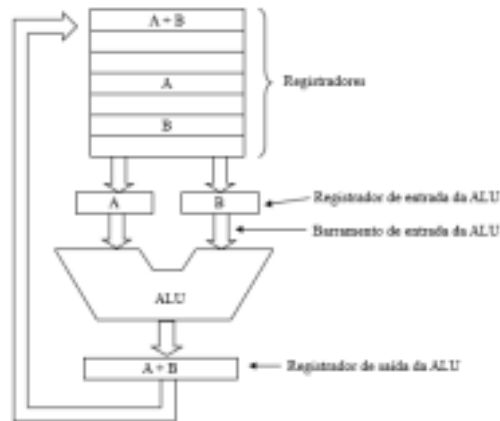 A + B
A
Registradores
B
A
B
Registrador de entrada da ALU
Barramento de entrada da ALU
ALU
A + B
Registrador de saída da ALU